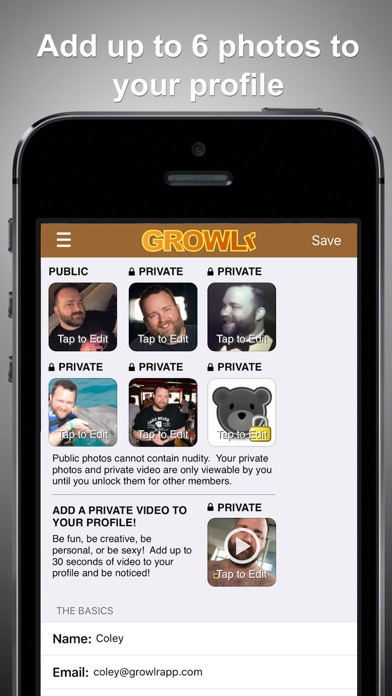 Add up to 6 photos to
your profile
GROWLr
Save
PUBLIC
PRIVATE
PRIVATE
Tap to Edit
Tap to Edit
Tap to Edit
PRIVATE
PRIVATE
PRIVATE
Tap to Edit
Tap to Edit
Tap to Edit
Public photos cannot contain nudity. Your private
photos and private video are only viewable by you
until you unlock them for other members.
ADD A PRIVATE VIDEO TO
YOUR PROFILE!
PRIVATE
Be fun, be creative, be
personal, or be sexy! Add up to
30 seconds of video to your
profile and be noticed!
Tap to Edit
THE BASICS
Name: Coley
Email: coley@growlrapp.com